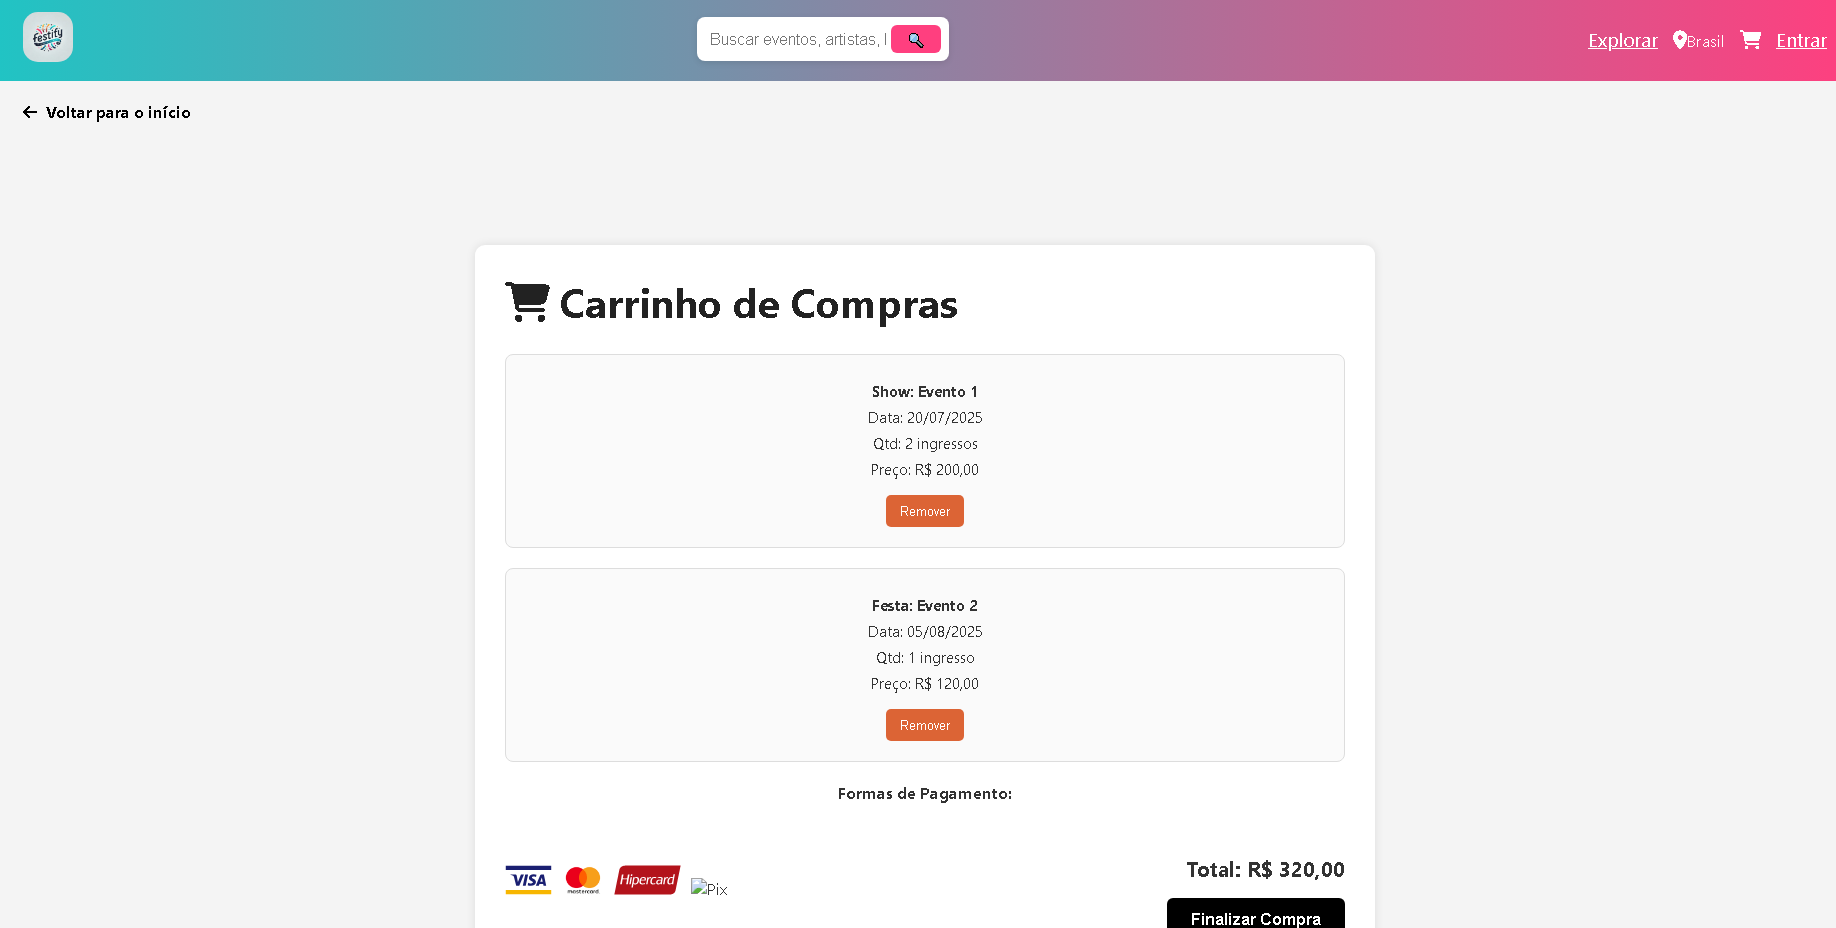 festify
Buscar eventos, artistas, l
Explorar
Brasil
Entrar
Voltar para o início
Carrinho de Compras
Show: Evento 1
Data: 20/07/2025
Qtd: 2 ingressos
Preço: R$ 200,00
Remover
Festa: Evento 2
Data: 05/08/2025
Qtd: 1 ingresso
Preço: R$ 120,00
Remover
Formas de Pagamento:
VISA
mastercard
Hipercard
Pix
Total: R$ 320,00
Finalizar Compra